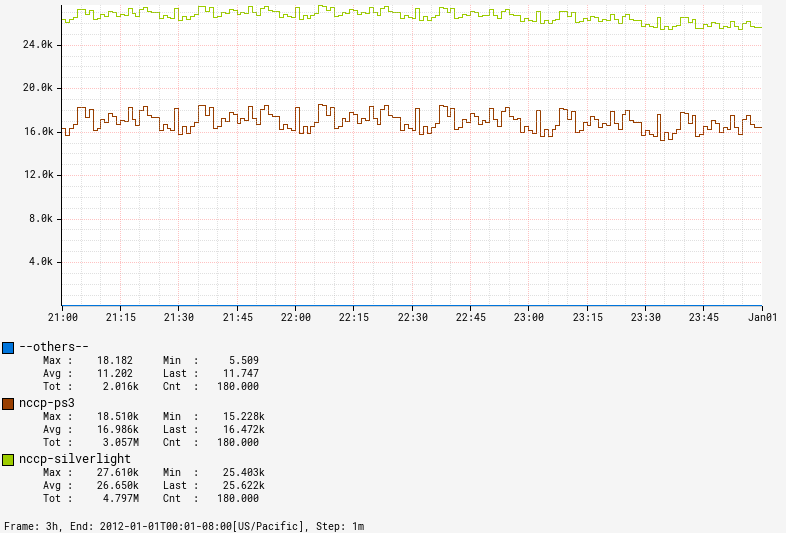 24.0k
20.0k
16.0k
12.0k
8.0k
4.0k
21:00 21:15 21:30 21:45 22:00 22:15 22:30 22:45 23:00 23:15 23:30 23:45 Jan01
--others--
Max : 18.182 Min : 5.509
Avg : 11.202 Last : 11.747
Tot : 2.016k Cnt : 180.000
nccp-ps3
Max : 18.510k Min : 15.228k
Avg : 16.986k Last : 16.472k
Tot : 3.057M Cnt : 180.000
nccp-silverlight
Max : 27.610k Min : 25.403k
Avg : 26.650k Last : 25.622k
Tot : 4.797M Cnt : 180.000
Frame: 3h, End: 2012-01-01T00:01-08:00[US/Pacific], Step: 1m